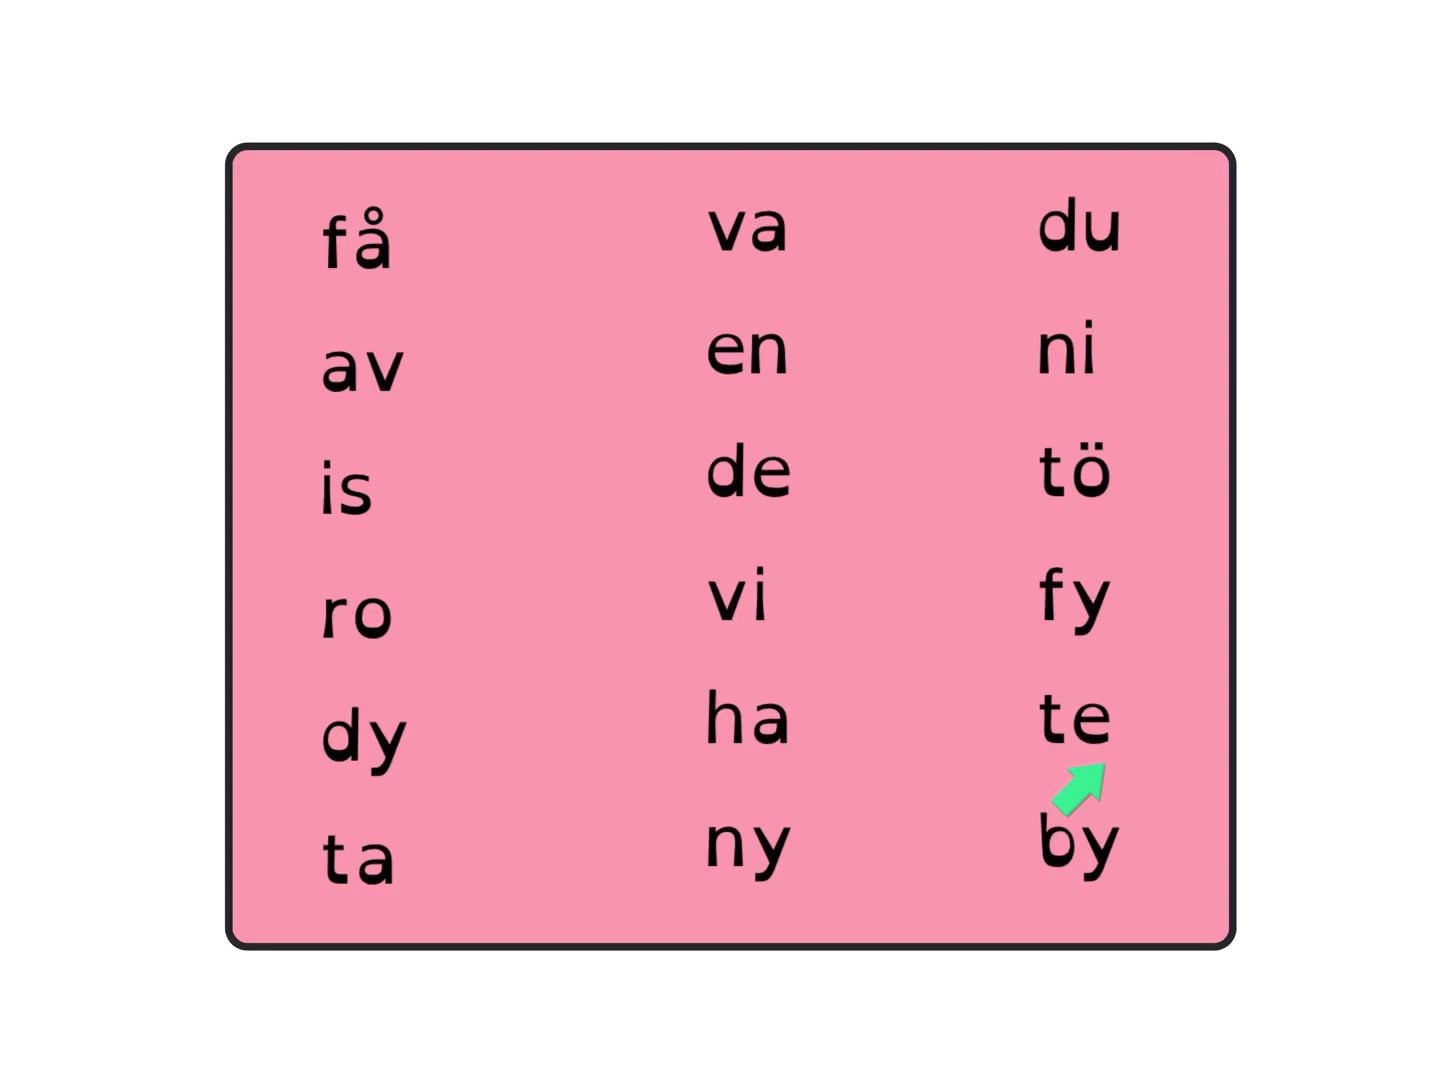 få va du
av en ni
is de tö
ro vi fy
dy ha te
ta ny by